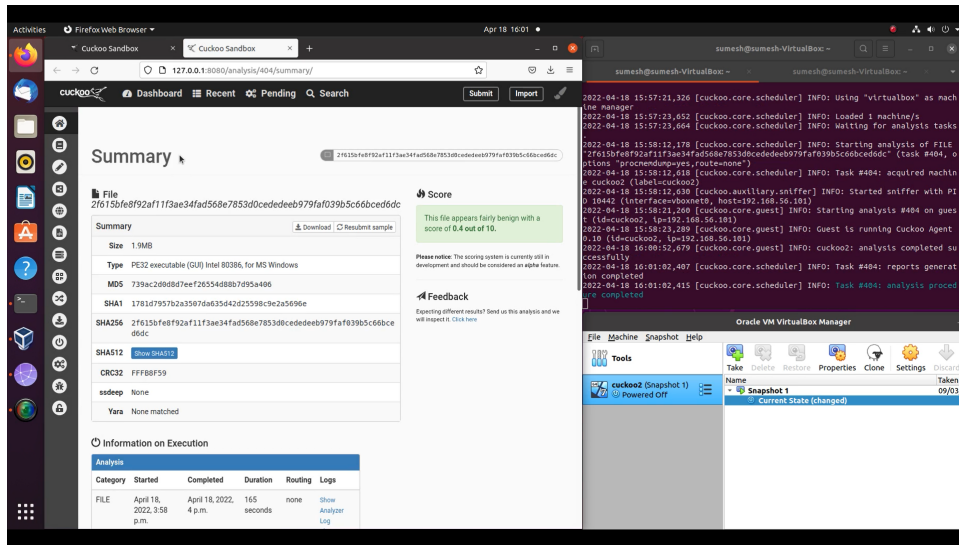 Activities
Firefox Web Browser
Apr 18 16:01
Cuckoo Sandbox
Cuckoo Sandbox
127.0.0.1:8080/analysis/404/summary/
cuckoo
Dashboard
Recent
Pending
Search
Submit
Import
Summary
2f615bfe8f92af11f3ae34fad568e7853d0cededeeb979faf039b5c66bced6dc
File
2f615bfe8f92af11f3ae34fad568e7853d0cededeeb979faf039b5c66bced6dc
Summary
Download
Resubmit sample
Size 1.9MB
Type PE32 executable (GUI) Intel 80386, for MS Windows
MD5 739ac2d0d8d7eef26554d88b7d95a406
SHA1 1781d7957b2a3507da635d42d25598c9e2a5696e
SHA256 2f615bfe8f92af11f3ae34fad568e7853d0cededeeb979faf039b5c66bce
d6dc
SHA512 Show SHA512
CRC32 FFFB8F59
ssdeep None
Yara None matched
Score
This file appears fairly benign with a
score of 0.4 out of 10.
Please notice: The scoring system is currently still in
development and should be considered an alpha feature.
Feedback
Expecting different results? Send us this analysis and we
will inspect it. Click here
Information on Execution
Analysis
Category Started Completed Duration Routing Logs
FILE April 18, 2022, 3:58 p.m. April 18, 2022, 4 p.m. 165 seconds none Show Analyzer Log
sumesh@sumesh-VirtualBox: ~
sumesh@sumesh-VirtualBox: ~
sumesh@sumesh-VirtualBox: ~
2022-04-18 15:57:21,326 [cuckoo.core.scheduler] INFO: Using "virtualbox" as mach
ine manager
2022-04-18 15:57:23,652 [cuckoo.core.scheduler] INFO: Loaded 1 machine/s
2022-04-18 15:57:23,664 [cuckoo.core.scheduler] INFO: Waiting for analysis tasks
.
2022-04-18 15:58:12,178 [cuckoo.core.scheduler] INFO: Starting analysis of FILE
"2f615bfe8f92af11f3ae34fad568e7853d0cededeeb979faf039b5c66bced6dc" (task #404, o
ptions "procmemdump=yes,route=none")
2022-04-18 15:58:12,618 [cuckoo.core.scheduler] INFO: Task #404: acquired machin
e cuckoo2 (label=cuckoo2)
2022-04-18 15:58:12,630 [cuckoo.auxiliary.sniffer] INFO: Started sniffer with PI
D 10442 (interface=vboxnet0, host=192.168.56.101)
2022-04-18 15:58:21,260 [cuckoo.core.guest] INFO: Starting analysis #404 on gues
t (id=cuckoo2, ip=192.168.56.101)
2022-04-18 15:58:23,289 [cuckoo.core.guest] INFO: Guest is running Cuckoo Agent
0.10 (id=cuckoo2, ip=192.168.56.101)
2022-04-18 16:00:52,679 [cuckoo.core.guest] INFO: cuckoo2: analysis completed su
ccessfully
2022-04-18 16:01:02,407 [cuckoo.core.scheduler] INFO: Task #404: reports generat
ion completed
2022-04-18 16:01:02,415 [cuckoo.core.scheduler] INFO: Task #404: analysis proced
ure completed
Oracle VM VirtualBox Manager
File Machine Snapshot Help
Tools
Take Delete Restore Properties Clone Settings Discard
cuckoo2 (Snapshot 1)
Powered Off
Name Taken
Snapshot 1 09/03
Current State (changed)